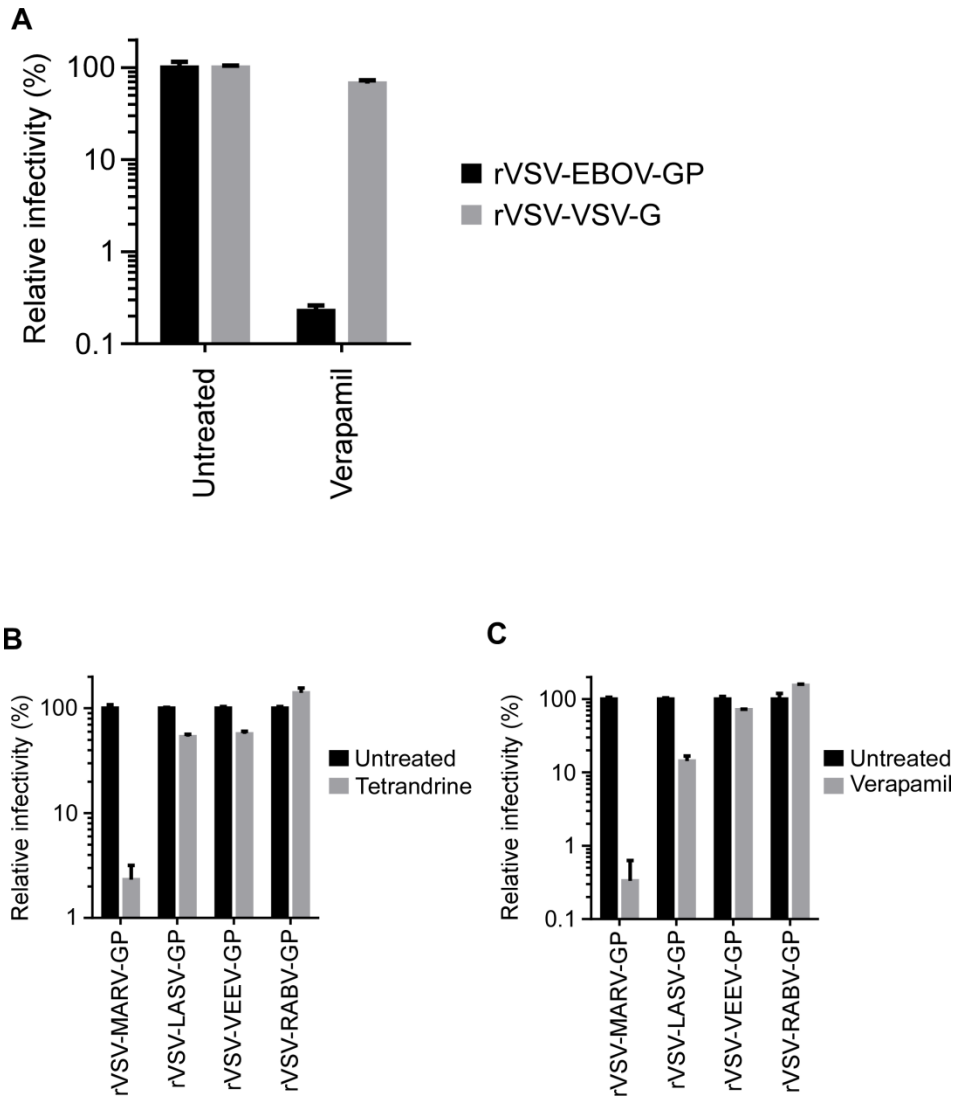 A
Relative infectivity (%)
100
10
1
0.1
Untreated
Verapamil
rVSV-EBOV-GP
rVSV-VSV-G
B
Relative infectivity (%)
100
10
1
rVSV-MARV-GP
rVSV-LASV-GP
rVSV-VEEV-GP
rVSV-RABV-GP
Untreated
Tetrandrine
C
Relative infectivity (%)
100
10
1
0.1
rVSV-MARV-GP
rVSV-LASV-GP
rVSV-VEEV-GP
rVSV-RABV-GP
Untreated
Verapamil